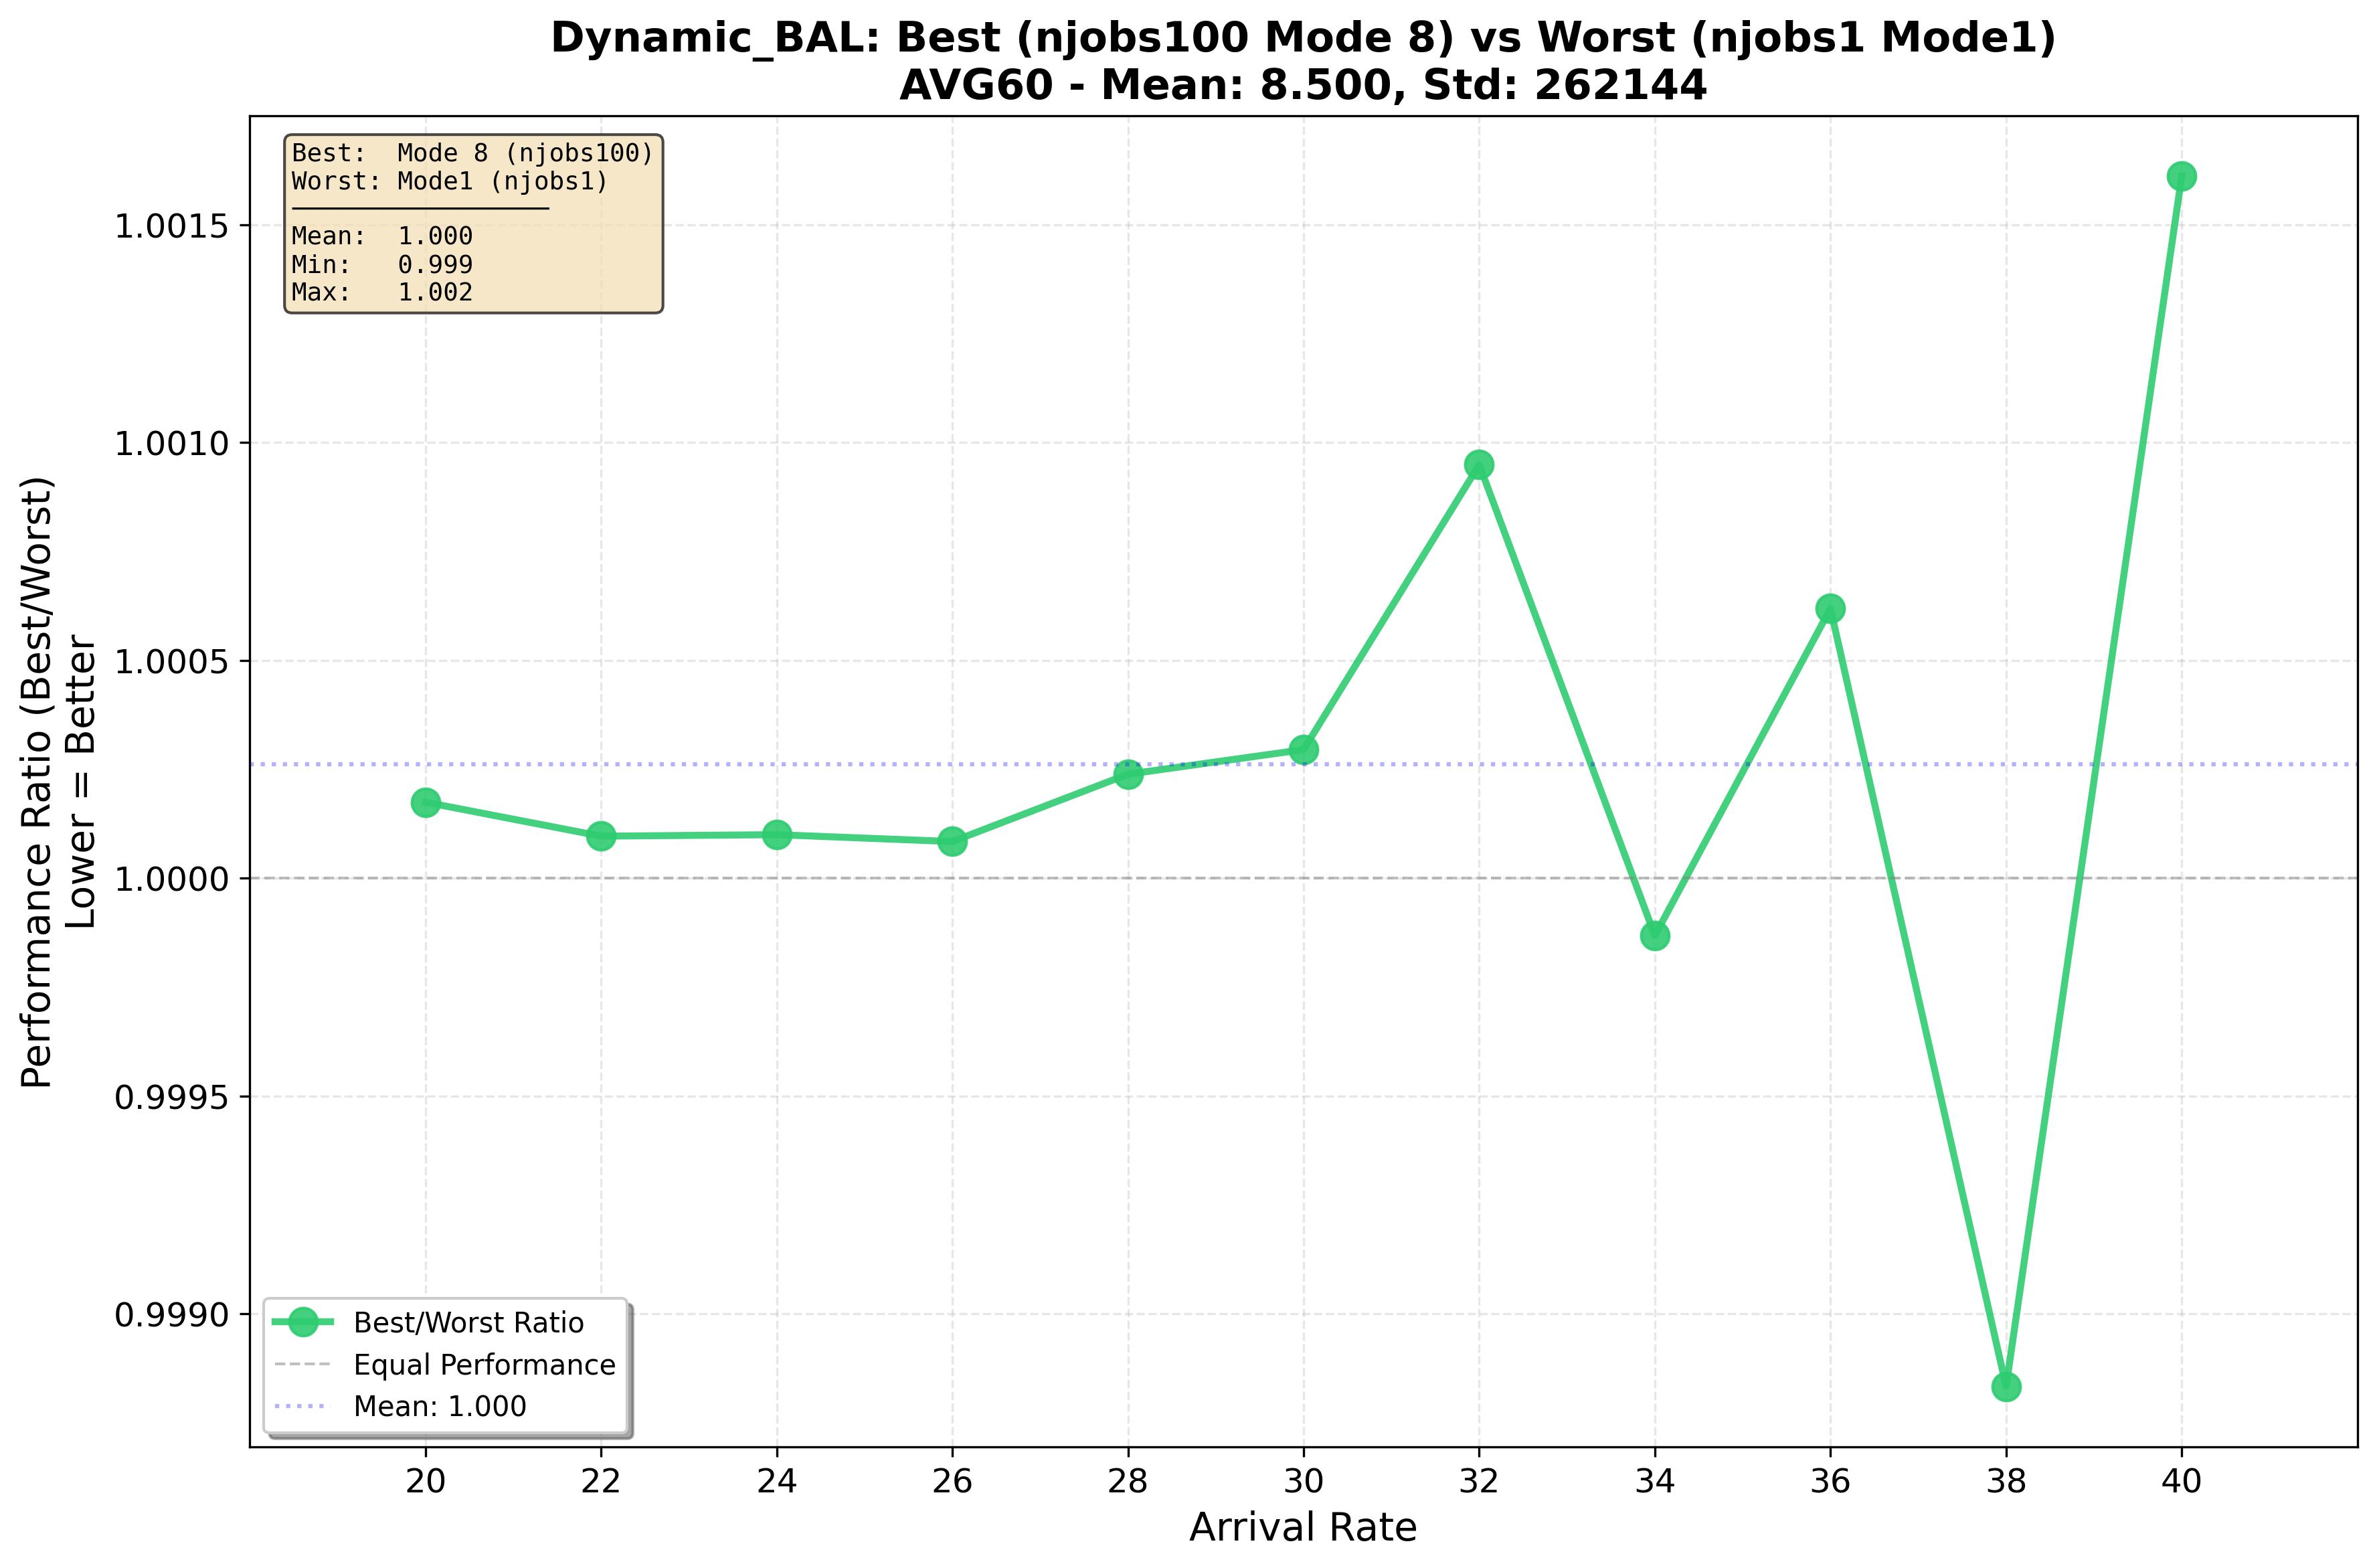 Dynamic_BAL: Best (njobs100 Mode 8) vs Worst (njobs1 Mode1)
AVG60 - Mean: 8.500, Std: 262144
Best:  Mode 8 (njobs100)
Worst: Mode1 (njobs1)
Mean:  1.000
Min:   0.999
Max:   1.002
Performance Ratio (Best/Worst)
Lower = Better
1.0015
1.0010
1.0005
1.0000
0.9995
0.9990
Best/Worst Ratio
Equal Performance
Mean: 1.000
20 22 24 26 28 30 32 34 36 38 40
Arrival Rate